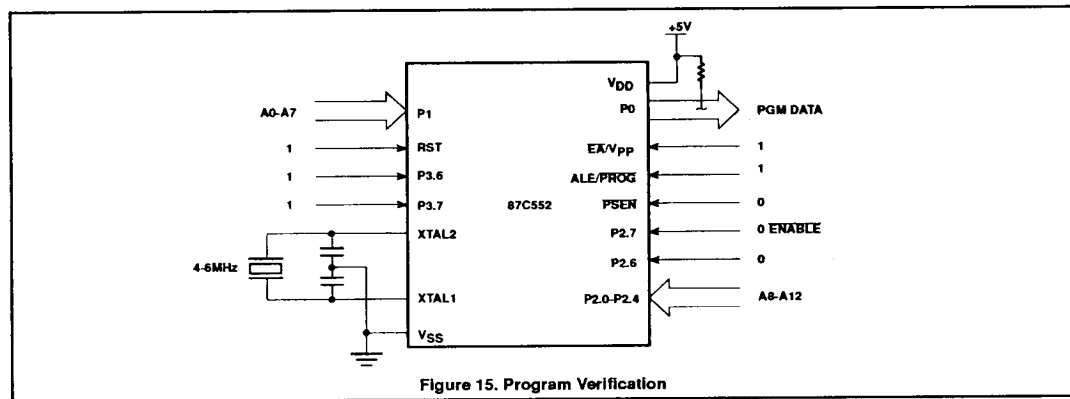 +5V
VDD
A0-A7
P1
P0
PGM DATA
1
RST
EA/VPP
1
1
P3.6
ALE/PROG
1
1
P3.7
87C552
PSEN
0
XTAL2
P2.7
0 ENABLE
4-6MHz
P2.6
0
XTAL1
P2.0-P2.4
A8-A12
VSS
Figure 15. Program Verification